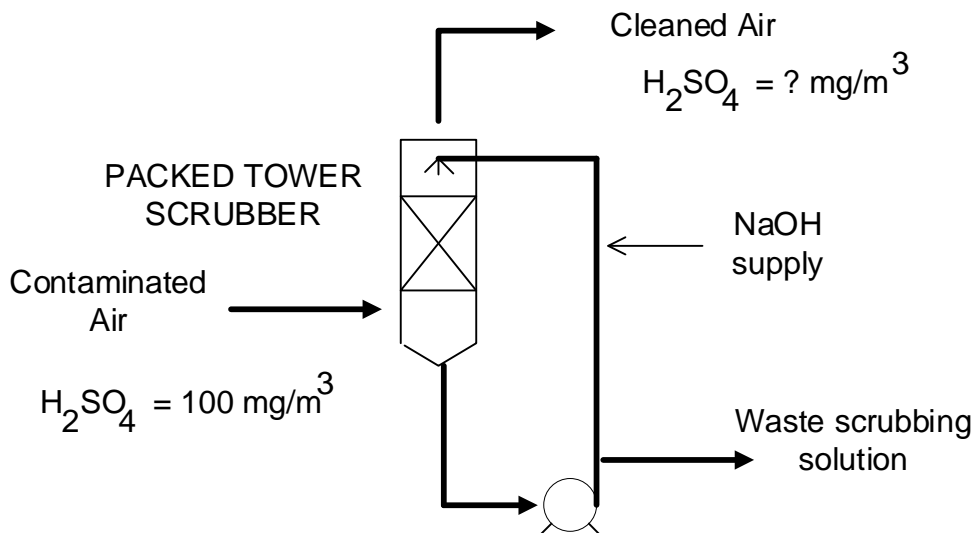 Cleaned Air
H2SO4 = ? mg/m3
PACKED TOWER
SCRUBBER
NaOH
supply
Contaminated
Air
H2SO4 = 100 mg/m3
Waste scrubbing
solution